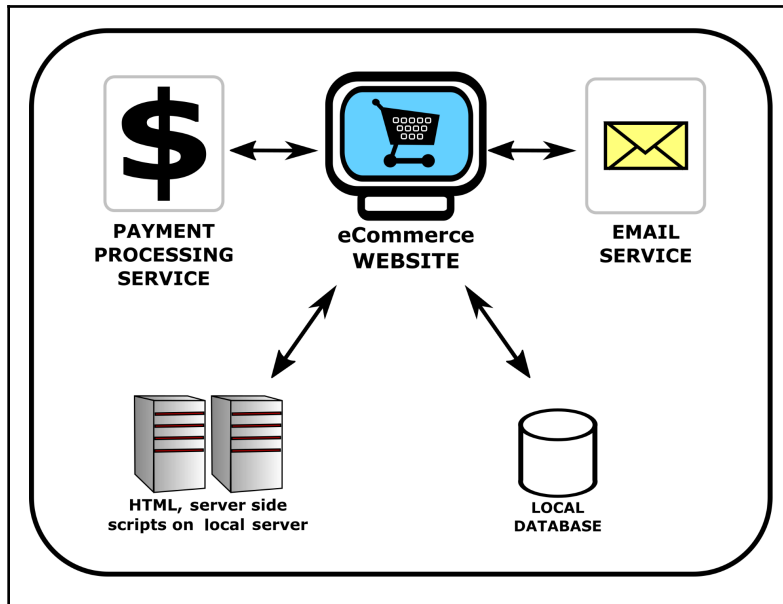 $
PAYMENT
PROCESSING
SERVICE
eCommerce
WEBSITE
EMAIL
SERVICE
HTML, server side
scripts on local server
LOCAL
DATABASE